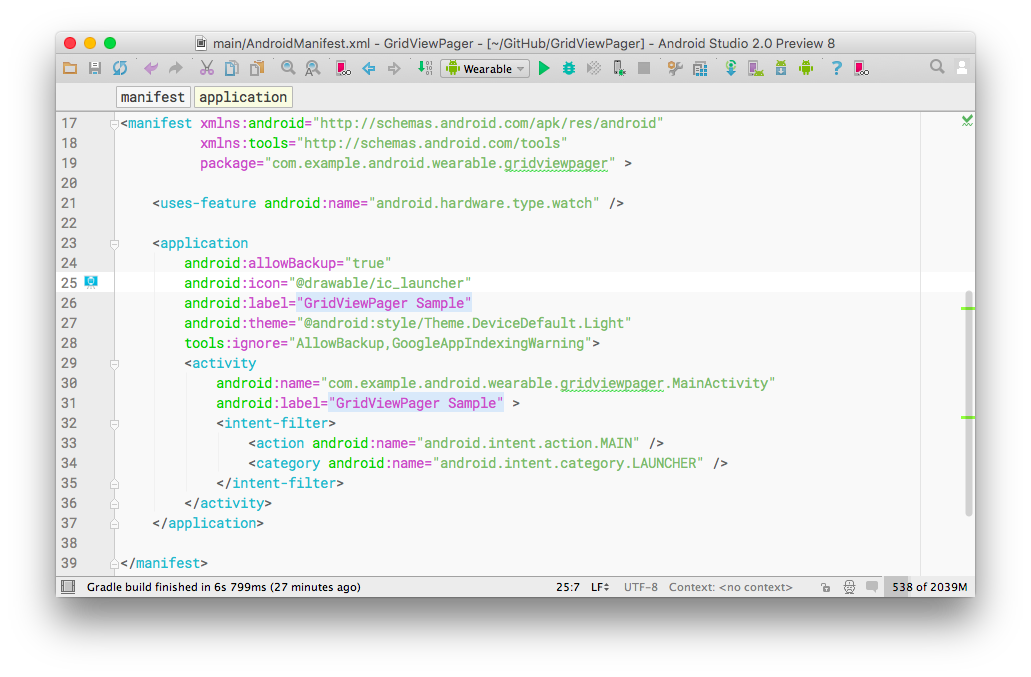 main/AndroidManifest.xml - GridViewPager - [~/GitHub/GridViewPager] - Android Studio 2.0 Preview 8
Wearable
manifest application
17 <manifest xmlns:android="http://schemas.android.com/apk/res/android"
18 xmlns:tools="http://schemas.android.com/tools"
19 package="com.example.android.wearable.gridviewpager" >
20
21 <uses-feature android:name="android.hardware.type.watch" />
22
23 <application
24 android:allowBackup="true"
25 android:icon="@drawable/ic_launcher"
26 android:label="GridViewPager Sample"
27 android:theme="@android:style/Theme.DeviceDefault.Light"
28 tools:ignore="AllowBackup,GoogleAppIndexingWarning">
29 <activity
30 android:name="com.example.android.wearable.gridviewpager.MainActivity"
31 android:label="GridViewPager Sample" >
32 <intent-filter>
33 <action android:name="android.intent.action.MAIN" />
34 <category android:name="android.intent.category.LAUNCHER" />
35 </intent-filter>
36 </activity>
37 </application>
38
39 </manifest>
Gradle build finished in 6s 799ms (27 minutes ago) 25:7 LF UTF-8 Context: <no context> 538 of 2039M